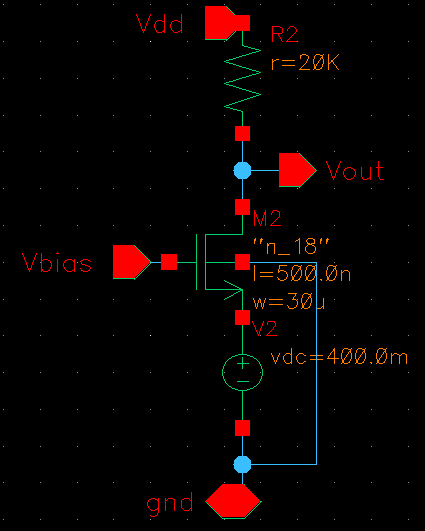 Vdd
R2
r=20K
Vout
M2
"n_18"
Vbias
l=500.0n
w=30u
V2
vdc=400.0m
gnd